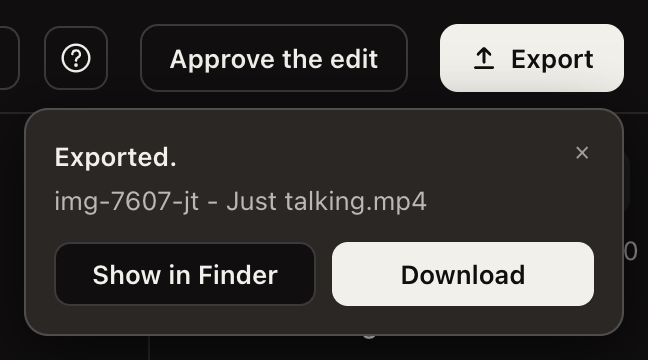 Approve the edit
Export
Exported.
img-7607-jt - Just talking.mp4
Show in Finder
Download